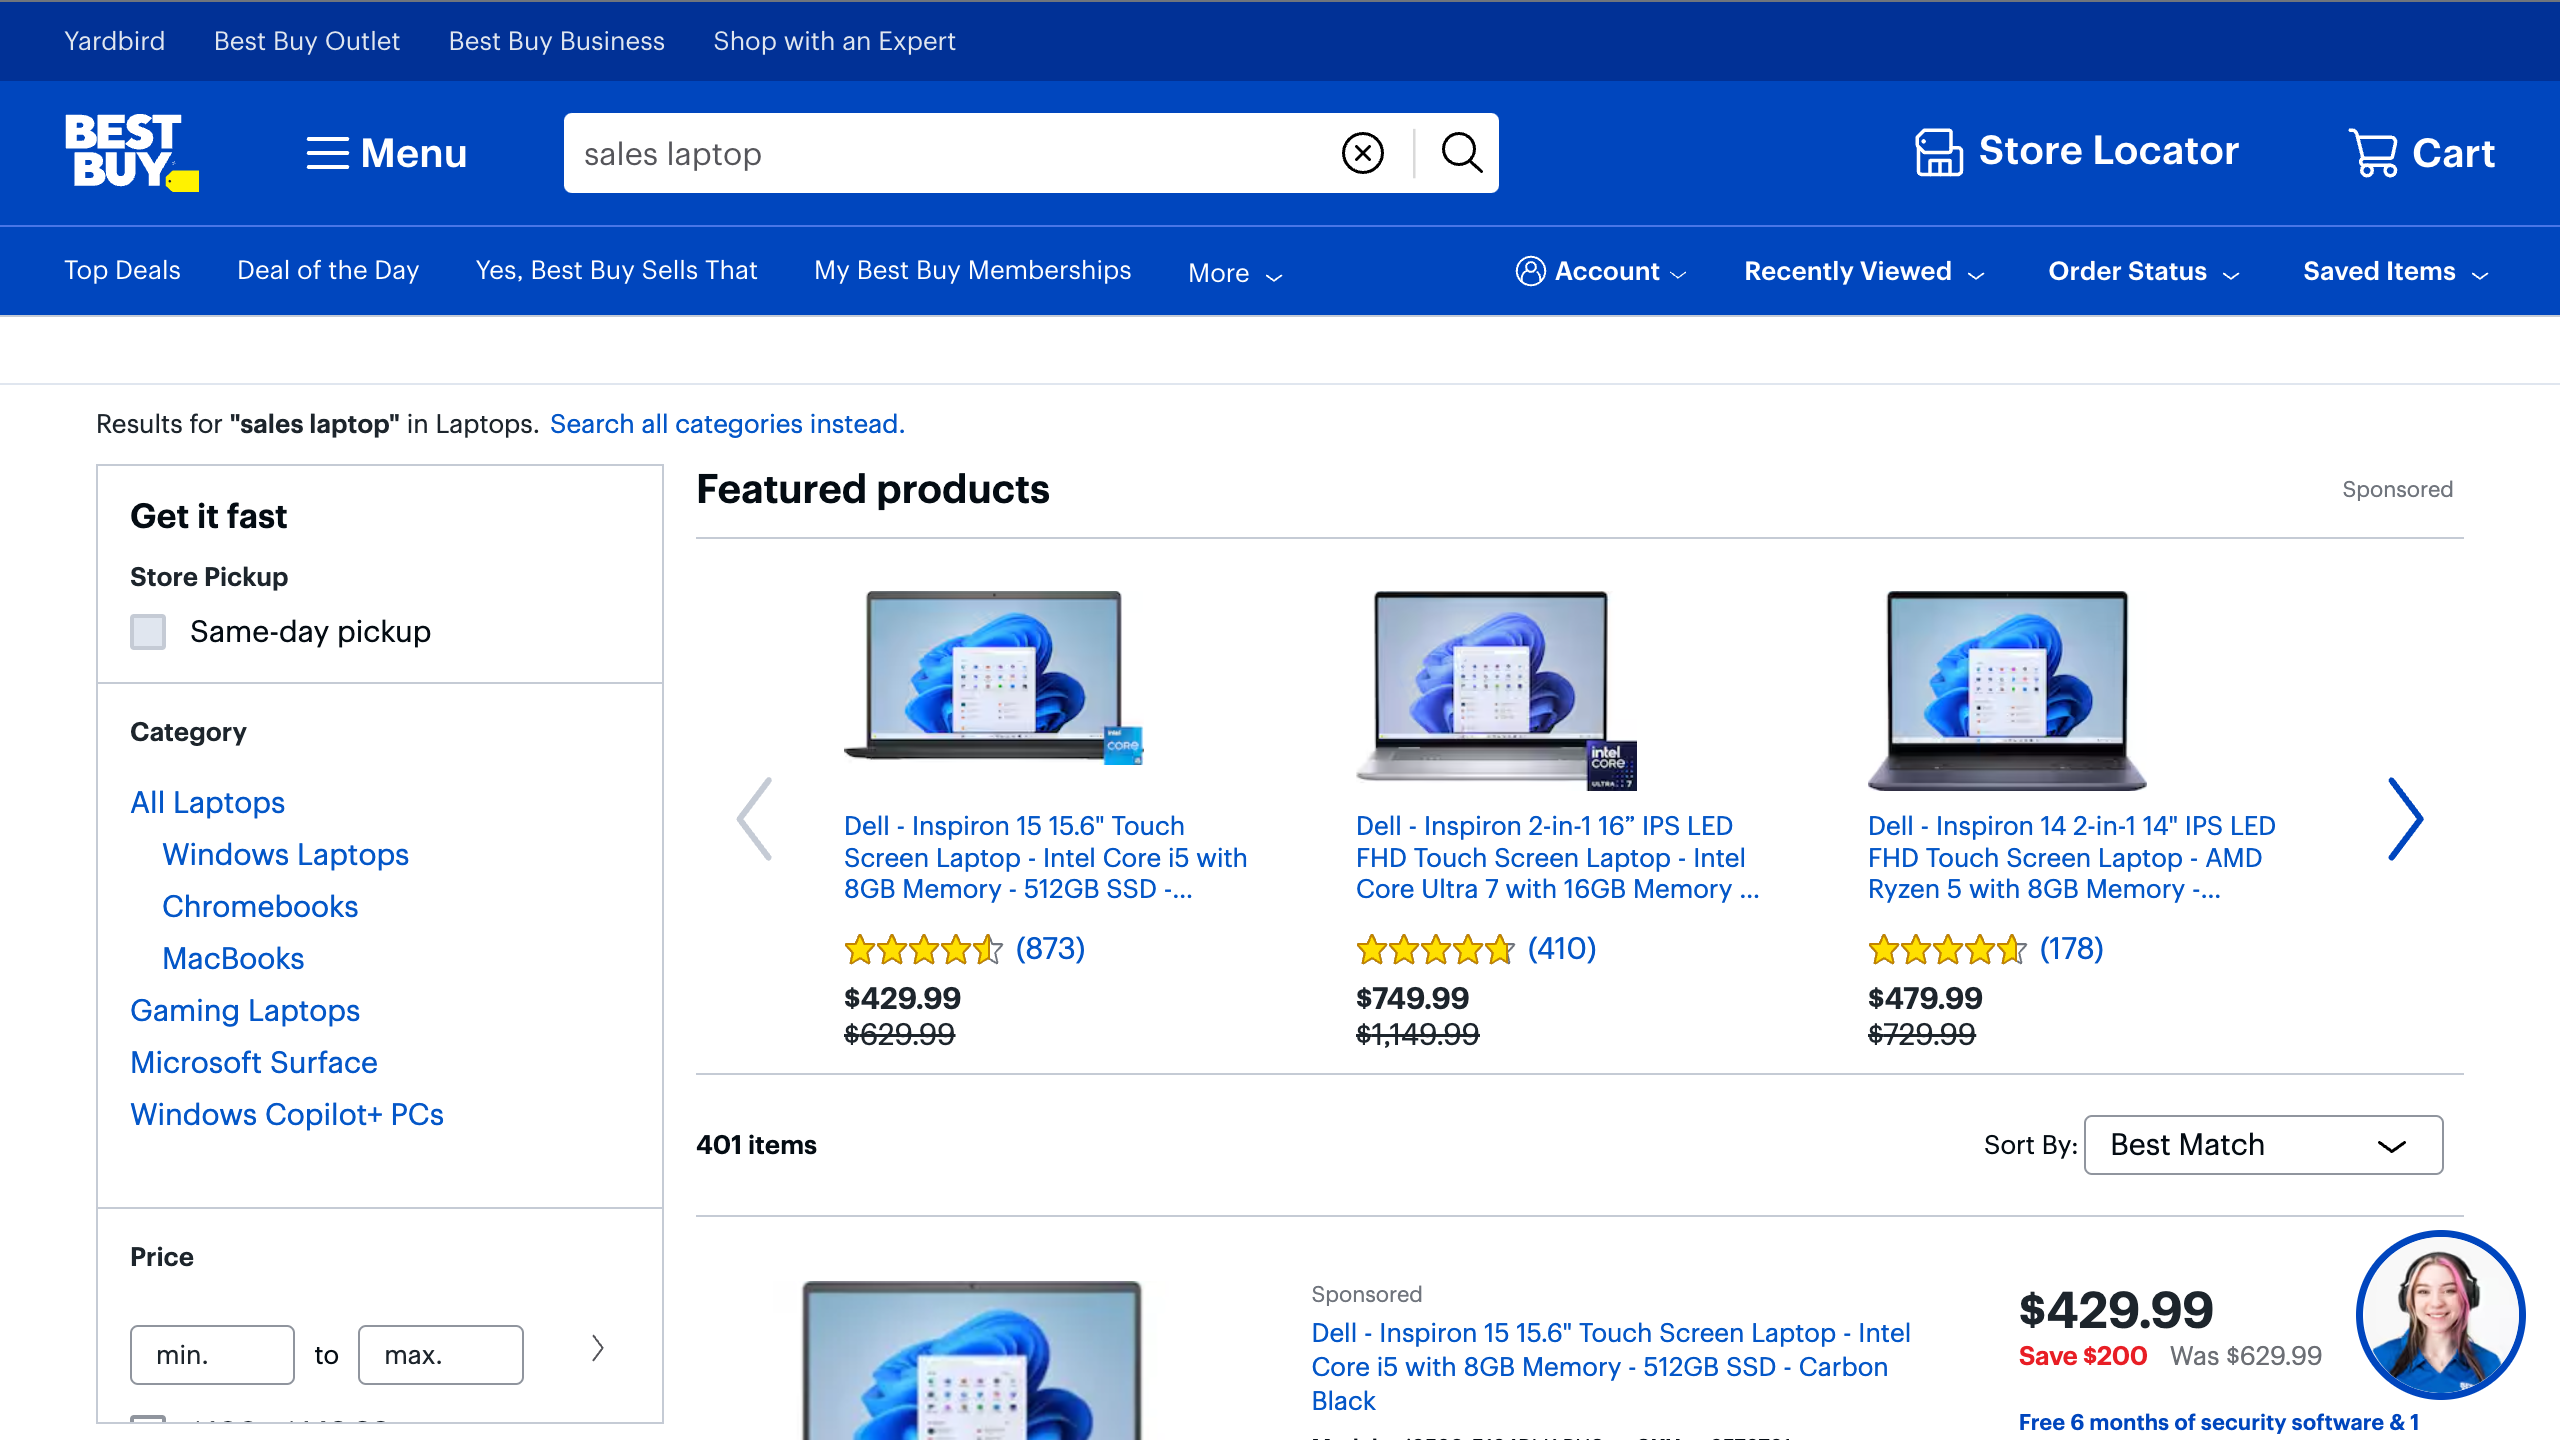 Yardbird
Best Buy Outlet
Best Buy Business
Shop with an Expert
BEST
BUY
Menu
sales laptop
Store Locator
Cart
Top Deals
Deal of the Day
Yes, Best Buy Sells That
My Best Buy Memberships
More
Account
Recently Viewed
Order Status
Saved Items
Results for "sales laptop" in Laptops. Search all categories instead.
Get it fast
Store Pickup
Same-day pickup
Category
All Laptops
Windows Laptops
Chromebooks
MacBooks
Gaming Laptops
Microsoft Surface
Windows Copilot+ PCs
Price
min.
to
max.
Featured products
Sponsored
intel
CORE
Dell - Inspiron 15 15.6" Touch
Screen Laptop - Intel Core i5 with
8GB Memory - 512GB SSD -...
(873)
$429.99
$629.99
intel
CORE
ULTRA 7
Dell - Inspiron 2-in-1 16” IPS LED
FHD Touch Screen Laptop - Intel
Core Ultra 7 with 16GB Memory ...
(410)
$749.99
$1,149.99
Dell - Inspiron 14 2-in-1 14" IPS LED
FHD Touch Screen Laptop - AMD
Ryzen 5 with 8GB Memory -...
(178)
$479.99
$729.99
401 items
Sort By:
Best Match
Sponsored
Dell - Inspiron 15 15.6" Touch Screen Laptop - Intel
Core i5 with 8GB Memory - 512GB SSD - Carbon
Black
$429.99
Save $200
Was $629.99
Free 6 months of security software & 1